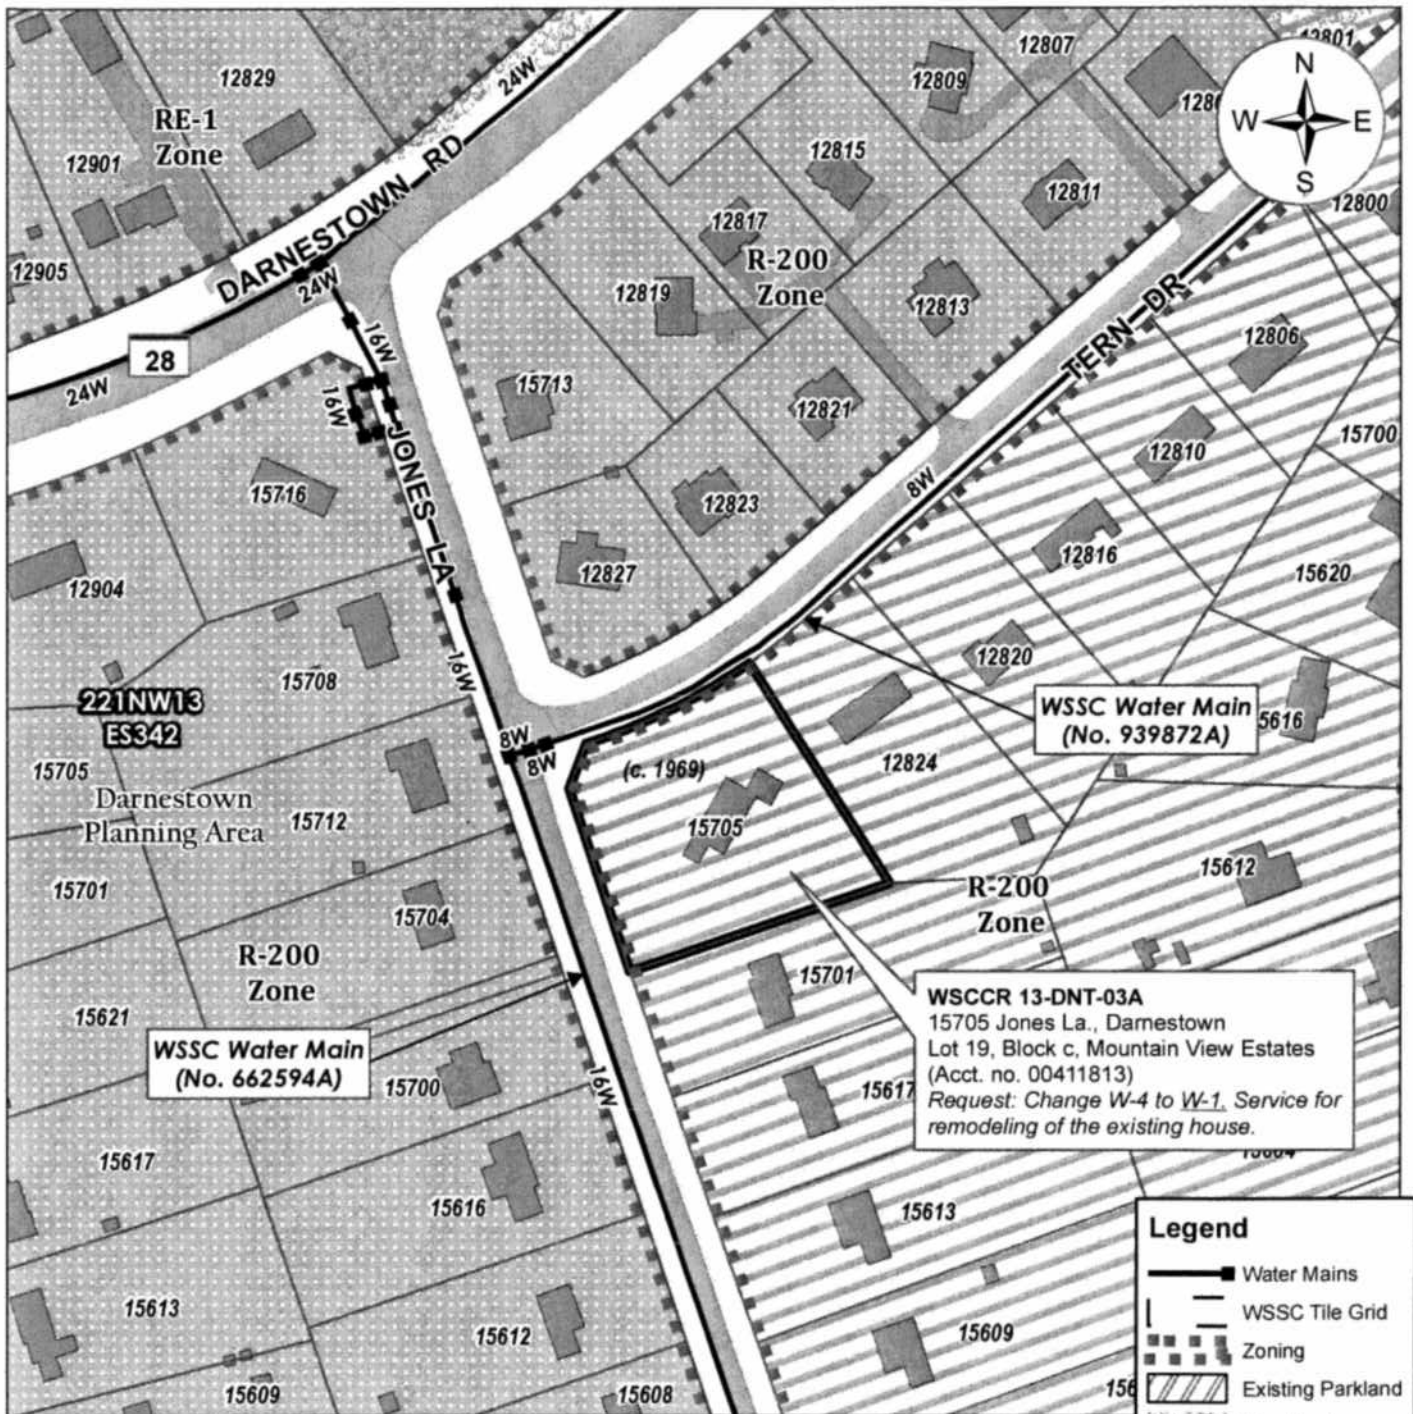 12829
24W
12807
12801
N
W
E
S
RE-1
Zone
12901
12809
12815
12811
12800
12905
DARNESTOWN RD
24W
12817
R-200
Zone
12819
12813
TERN DR
28
24W
16W
16W
15713
12821
12806
12810
15700
JONES LA
15716
12823
8W
12904
12827
12816
15620
16W
15708
12820
221NW13
ES342
WSSC Water Main
(No. 939872A)
5616
8W
8W
(c. 1969)
12824
15705
Darnestown
Planning Area
15712
15705
15701
15704
15612
R-200
Zone
R-200
Zone
15701
15621
WSSC Water Main
(No. 662594A)
15700
16W
15617
WSCCR 13-DNT-03A
15705 Jones La., Darnestown
Lot 19, Block c, Mountain View Estates
(Acct. no. 00411813)
Request: Change W-4 to W-1. Service for
remodeling of the existing house.
15617
15616
15613
15613
15612
15609
15609
15608
Legend
Water Mains
WSSC Tile Grid
Zoning
Existing Parkland